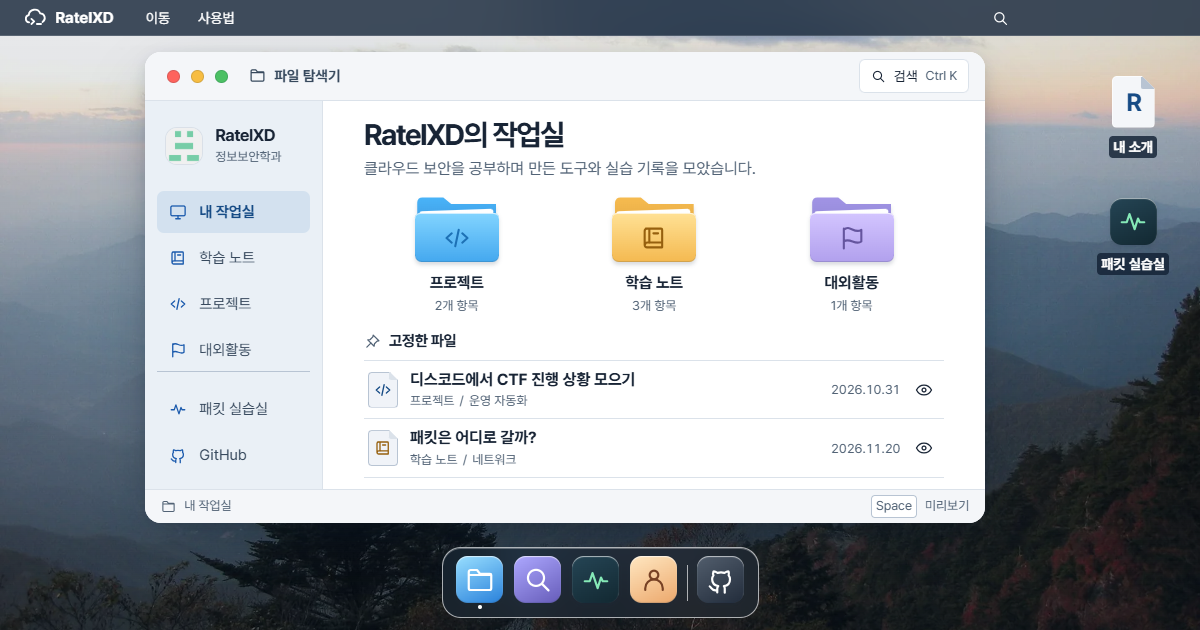 RatelXD 이동 사용법
파일 탐색기
검색 Ctrl K
RatelXD
정보보안학과
내 작업실
학습 노트
프로젝트
대외활동
패킷 실습실
GitHub
RatelXD의 작업실
클라우드 보안을 공부하며 만든 도구와 실습 기록을 모았습니다.
프로젝트
2개 항목
학습 노트
3개 항목
대외활동
1개 항목
고정한 파일
디스코드에서 CTF 진행 상황 모으기
프로젝트 / 운영 자동화
2026.10.31
패킷은 어디로 갈까?
학습 노트 / 네트워크
2026.11.20
내 작업실
Space 미리보기
R
내 소개
패킷 실습실